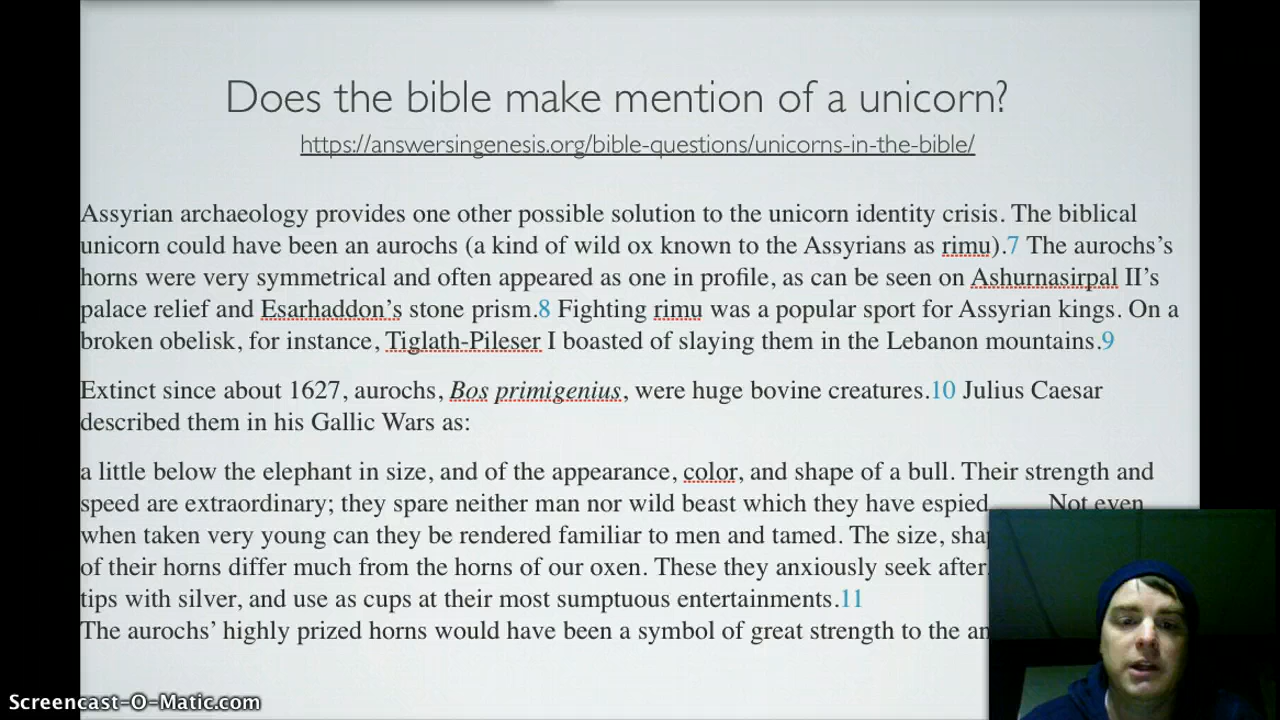 Does the bible make mention of a unicorn?
https://answersingenesis.org/bible-questions/unicorns-in-the-bible/
Assyrian archaeology provides one other possible solution to the unicorn identity crisis. The biblical
unicorn could have been an aurochs (a kind of wild ox known to the Assyrians as rimu).7 The aurochs’s
horns were very symmetrical and often appeared as one in profile, as can be seen on Ashurnasirpal II’s
palace relief and Esarhaddon’s stone prism.8 Fighting rimu was a popular sport for Assyrian kings. On a
broken obelisk, for instance, Tiglath-Pileser I boasted of slaying them in the Lebanon mountains.9
Extinct since about 1627, aurochs, Bos primigenius, were huge bovine creatures.10 Julius Caesar
described them in his Gallic Wars as:
a little below the elephant in size, and of the appearance, color, and shape of a bull. Their strength and
speed are extraordinary; they spare neither man nor wild beast which they have espied. Not even
when taken very young can they be rendered familiar to men and tamed. The size,
of their horns differ much from the horns of our oxen. These they anxiously seek after
tips with silver, and use as cups at their most sumptuous entertainments.11
The aurochs’ highly prized horns would have been a symbol of great strength to the
Screencast-O-Matic.com